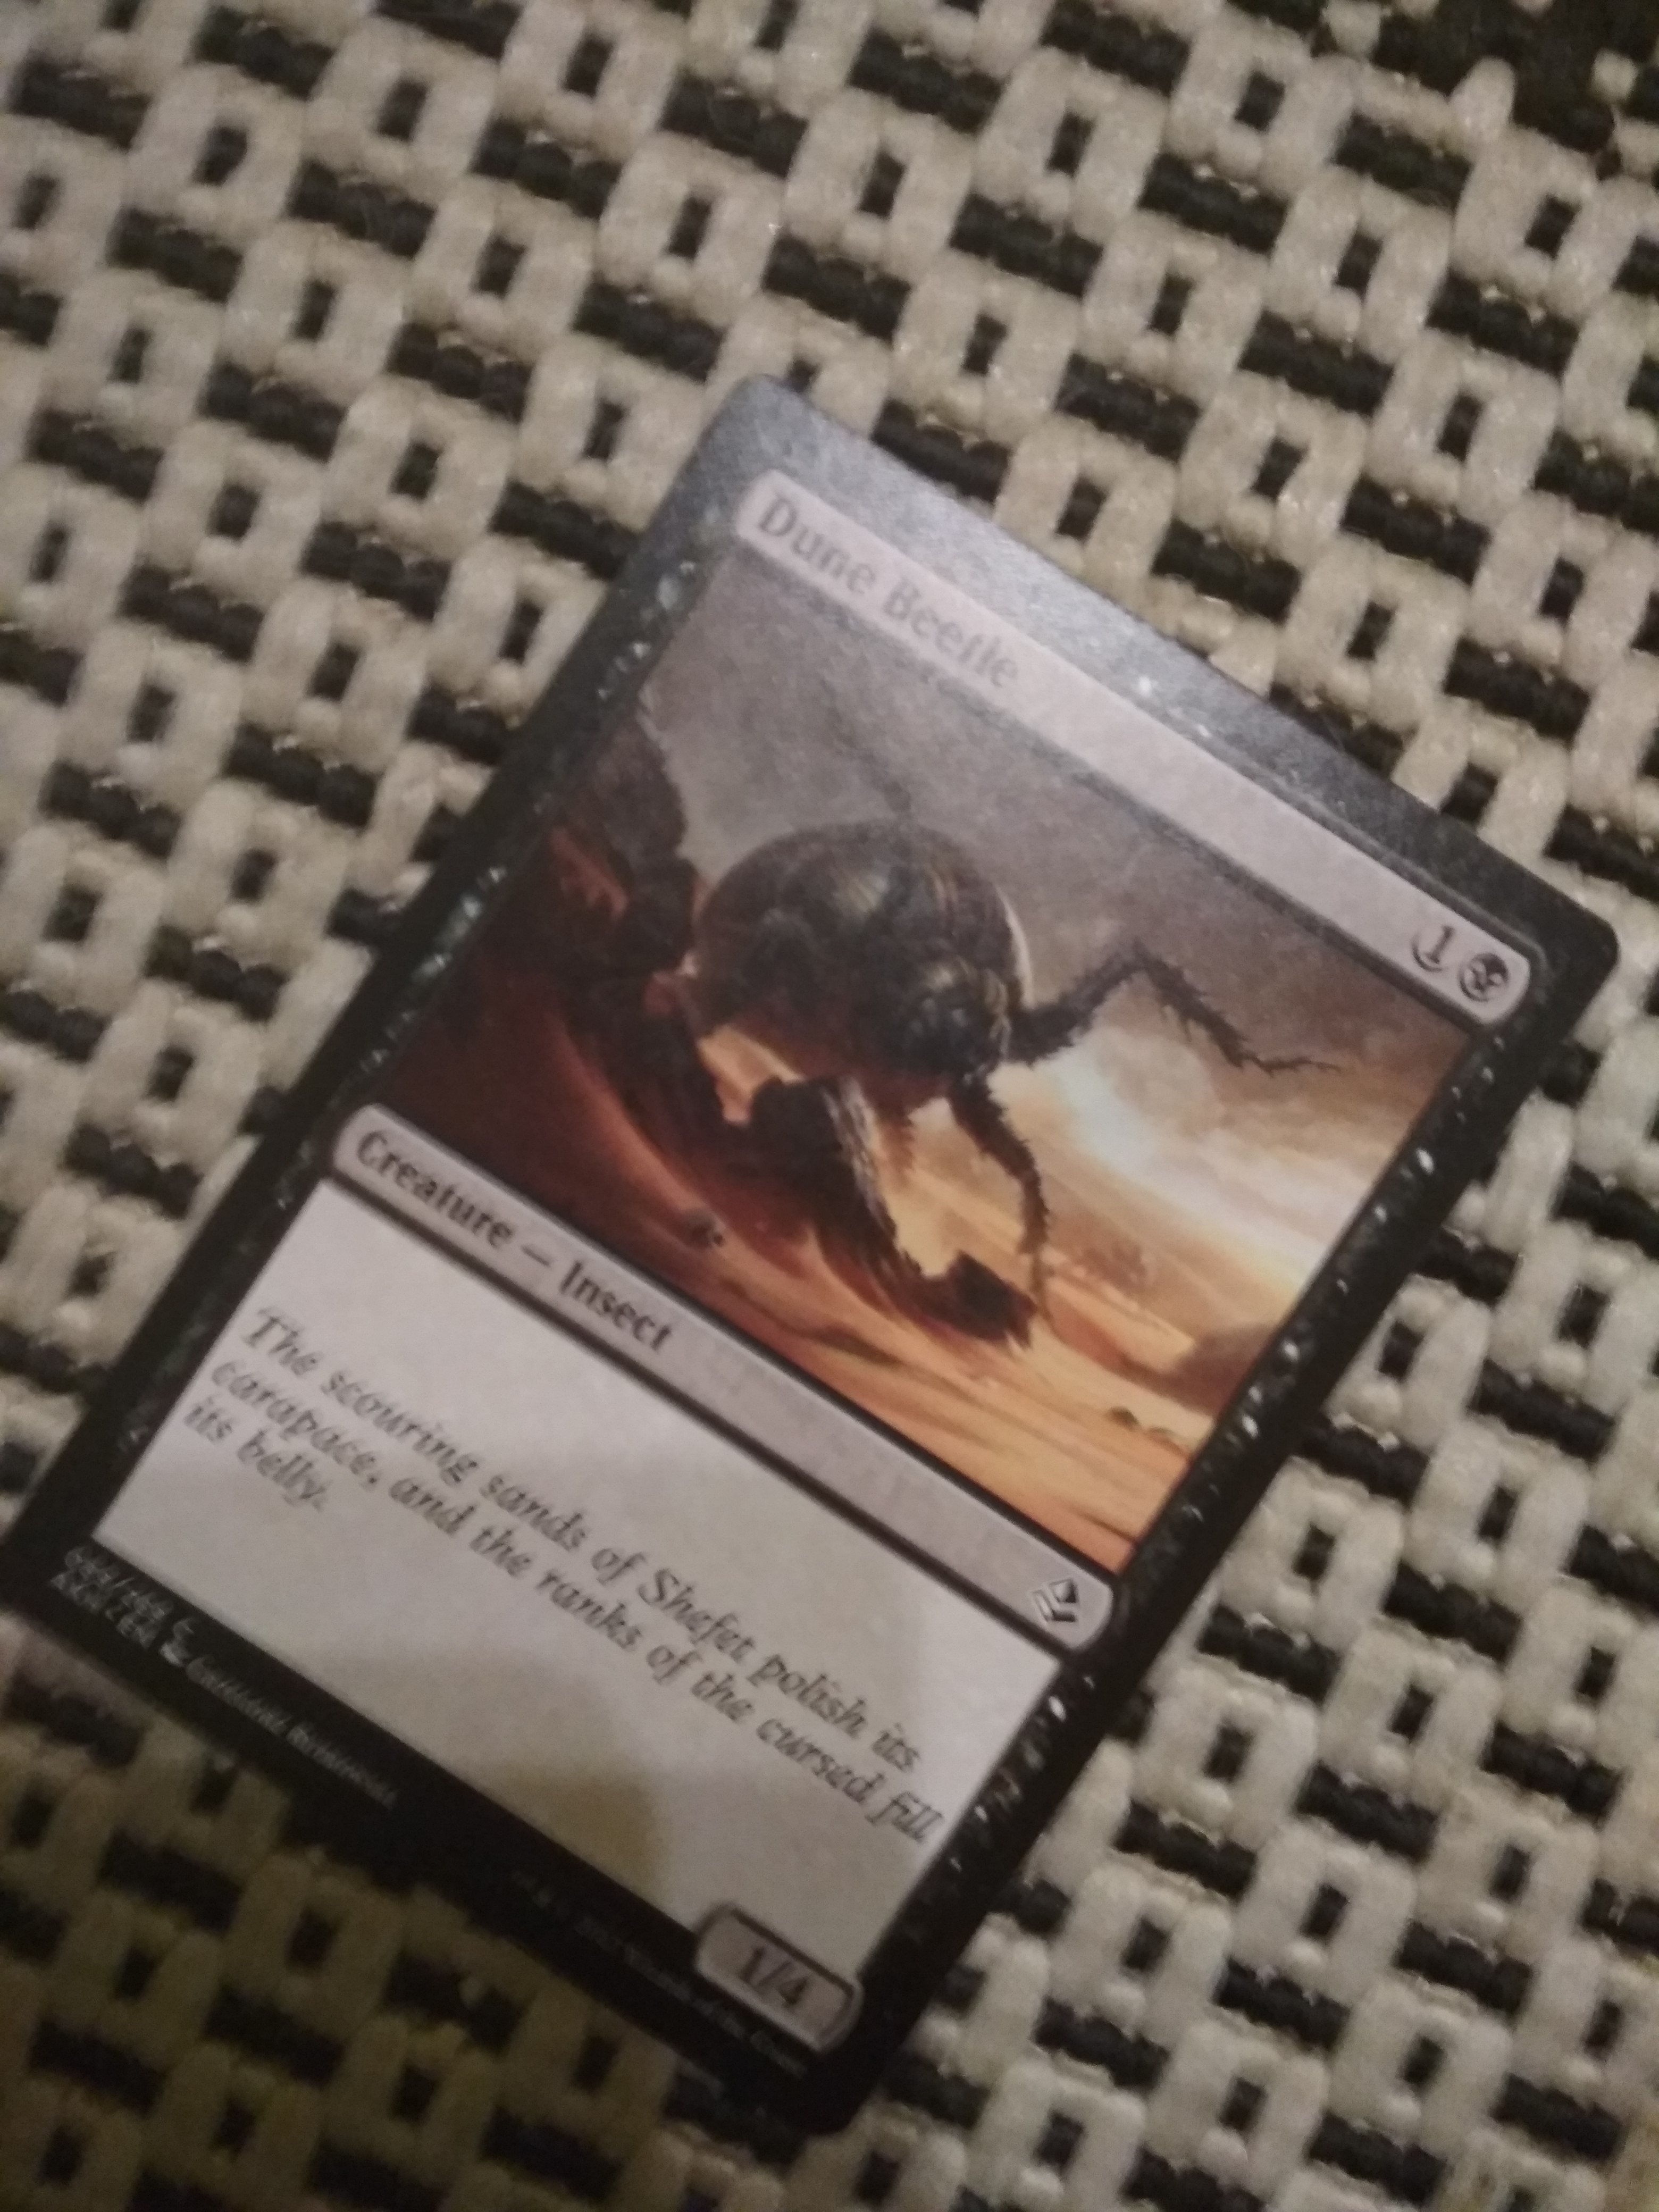 Dune Beetle
1
Creature — Insect
The scouring sands of Shefet polish its
carapace, and the ranks of the cursed fill
its belly.
1/4